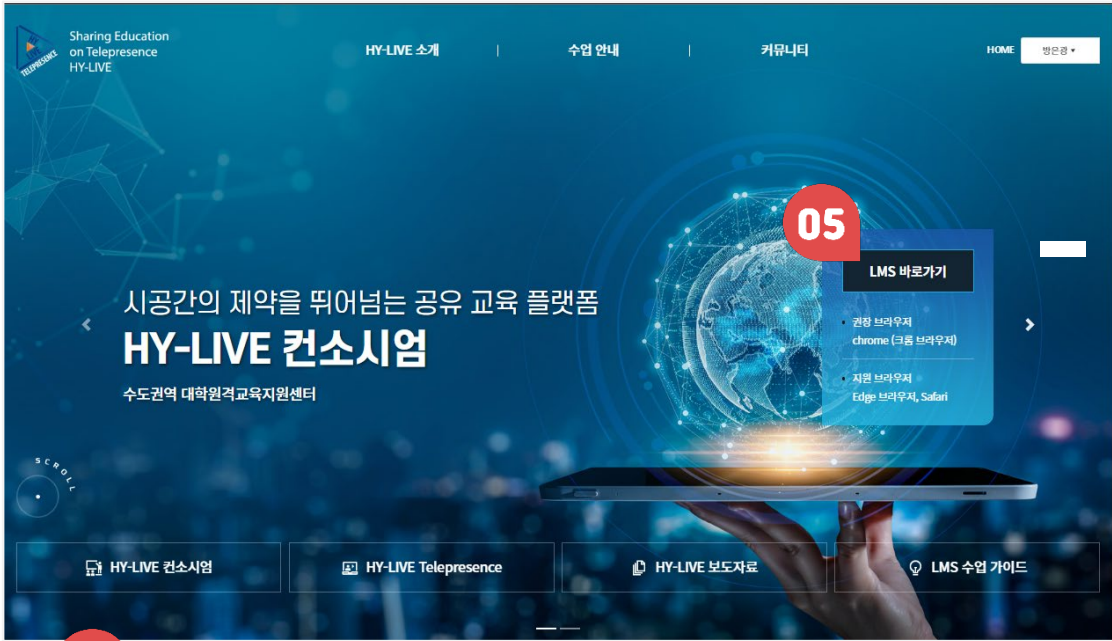 Sharing Education
on Telepresence
HY-LIVE
TELEPRESENCE
HY-LIVE 소개
수업 안내
커뮤니티
HOME
방은광
05
LMS 바로가기
권장 브라우저
chrome (크롬 브라우저)
지원 브라우저
Edge 브라우저, Safari
시공간의 제약을 뛰어넘는 공유 교육 플랫폼
HY-LIVE 컨소시엄
수도권역 대학원격교육지원센터
SCROLL
HY-LIVE 컨소시엄
HY-LIVE Telepresence
HY-LIVE 보도자료
LMS 수업 가이드